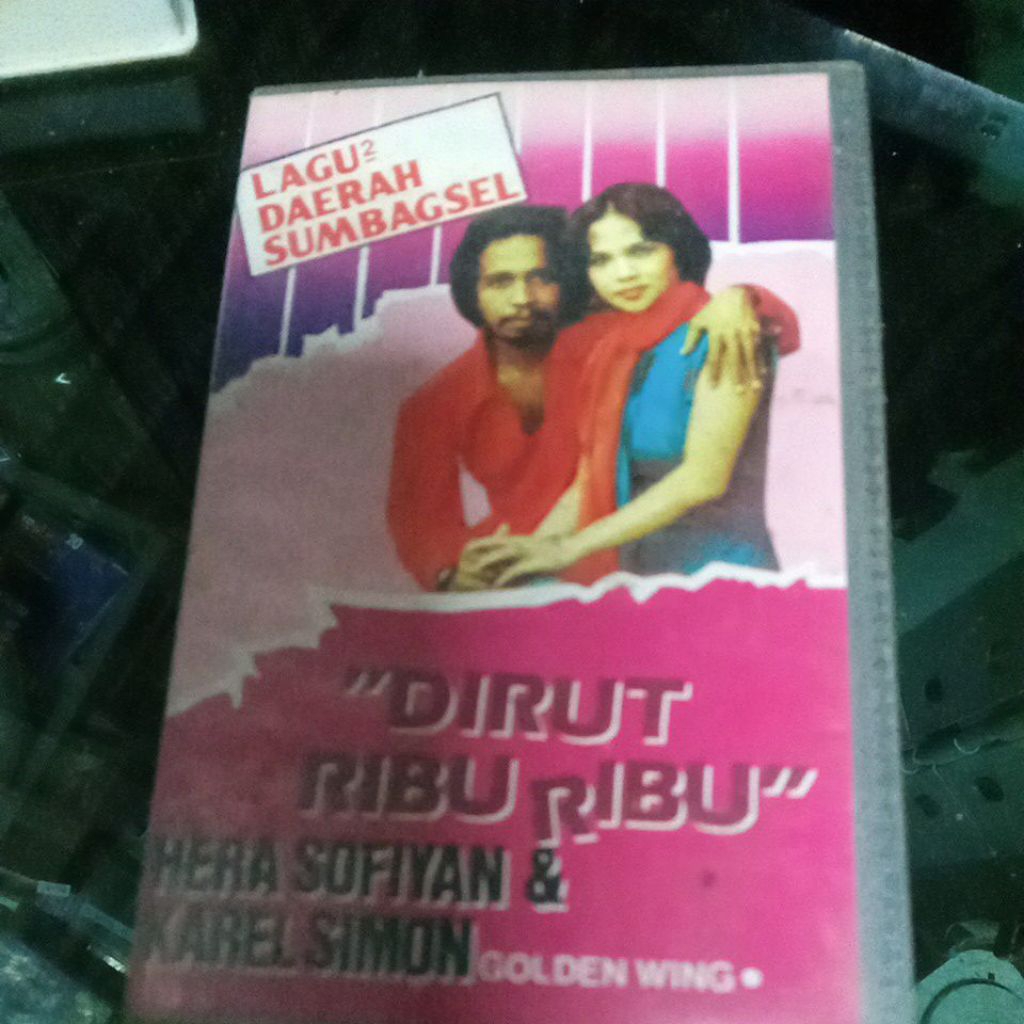 LAGU²
DAERAH
SUMBAGSEL
"DIRUT
RIBU RIBU"
HERA SOFIYAN &
KAREL SIMON
GOLDEN WING •